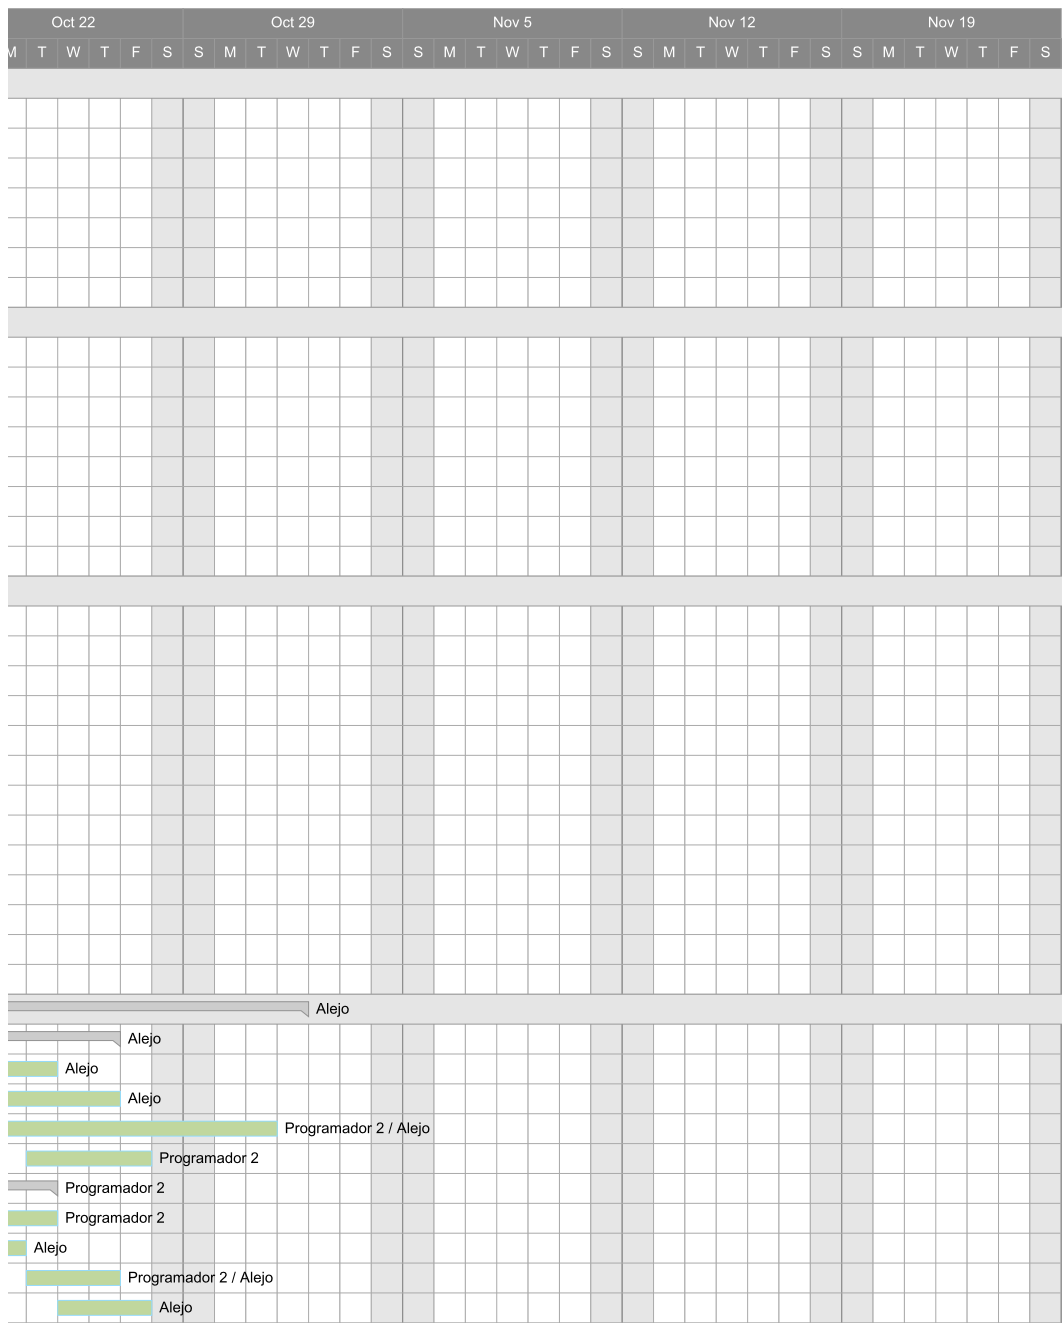 Oct 22 Oct 29 Nov 5 Nov 12 Nov 19
M T W T F S S M T W T F S S M T W T F S S M T W T F S S M T W T F S
Alejo
Alejo
Alejo
Alejo
Programador 2 / Alejo
Programador 2
Programador 2
Programador 2
Alejo
Programador 2 / Alejo
Alejo